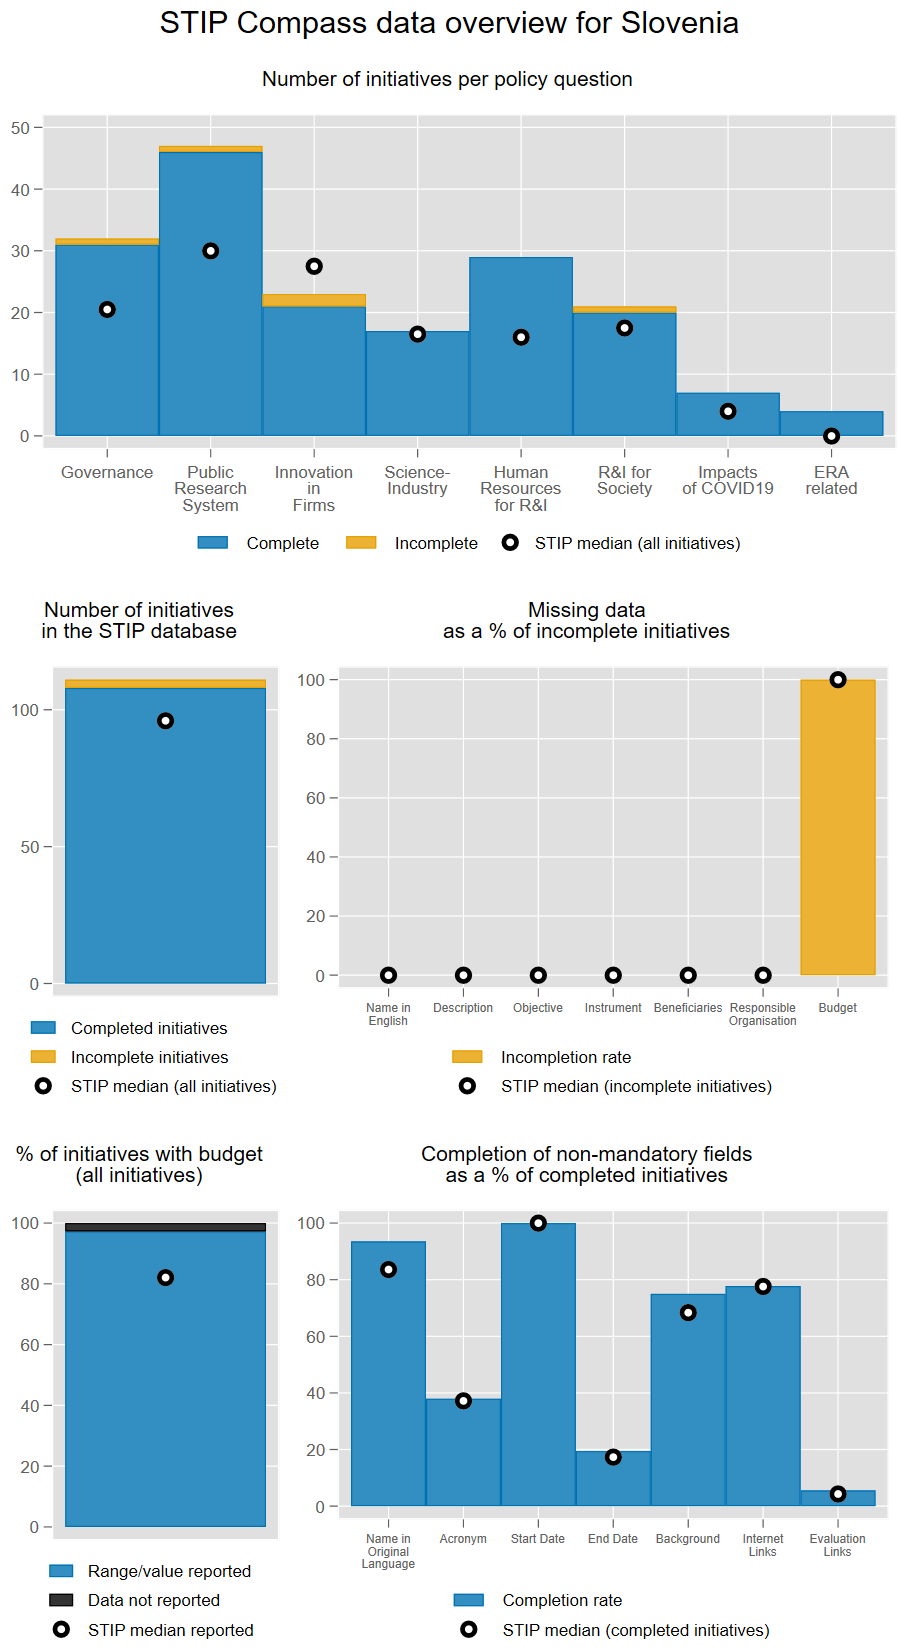 STIP Compass data overview for Slovenia
Number of initiatives per policy question
50
40
30
20
10
0
Governance
Public
Research
System
Innovation
in
Firms
Science-
Industry
Human
Resources
for R&I
R&I for
Society
Impacts
of COVID19
ERA
related
Complete
Incomplete
STIP median (all initiatives)
Number of initiatives
in the STIP database
100
50
0
Completed initiatives
Incomplete initiatives
STIP median (all initiatives)
Missing data
as a % of incomplete initiatives
100
80
60
40
20
0
Name in
English
Description
Objective
Instrument
Beneficiaries
Responsible
Organisation
Budget
Incompletion rate
STIP median (incomplete initiatives)
% of initiatives with budget
(all initiatives)
100
80
60
40
20
0
Range/value reported
Data not reported
STIP median reported
Completion of non-mandatory fields
as a % of completed initiatives
100
80
60
40
20
0
Name in
Original
Language
Acronym
Start Date
End Date
Background
Internet
Links
Evaluation
Links
Completion rate
STIP median (completed initiatives)